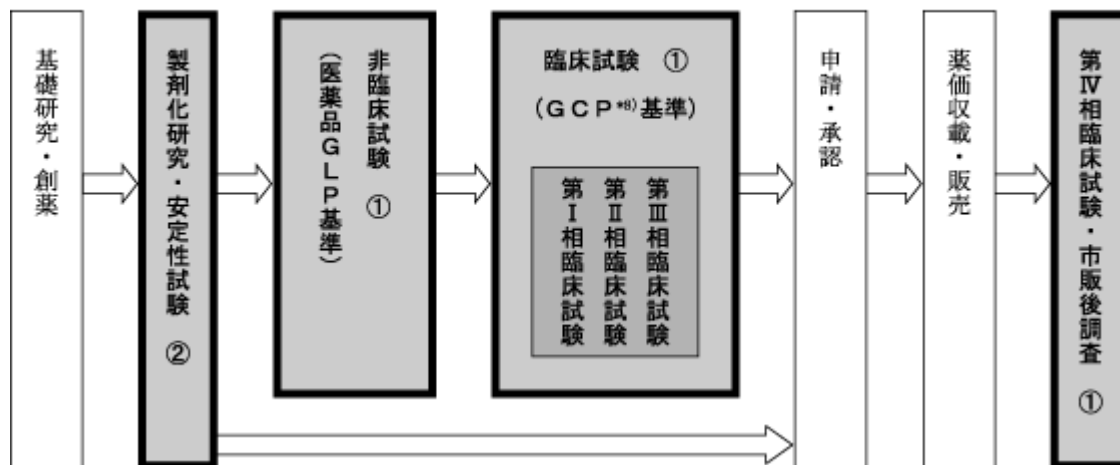 基礎研究・創薬
製剤化研究・安定性試験 ②
非臨床試験 ①
(医薬品GLP基準)
臨床試験 ①
(GCP*8)基準)
第Ⅰ相臨床試験
第Ⅱ相臨床試験
第Ⅲ相臨床試験
申請・承認
薬価収載・販売
第Ⅳ相臨床試験・市販後調査 ①